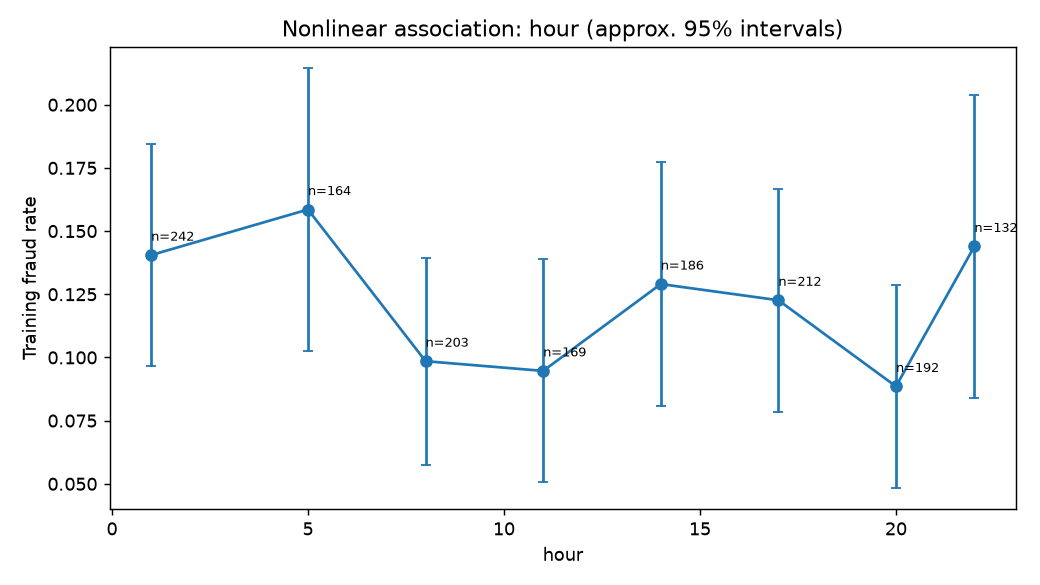 Nonlinear association: hour (approx. 95% intervals)
Training fraud rate
0.200
0.175
0.150
0.125
0.100
0.075
0.050
n=242
n=164
n=203
n=169
n=186
n=212
n=192
n=132
0
5
10
15
20
hour